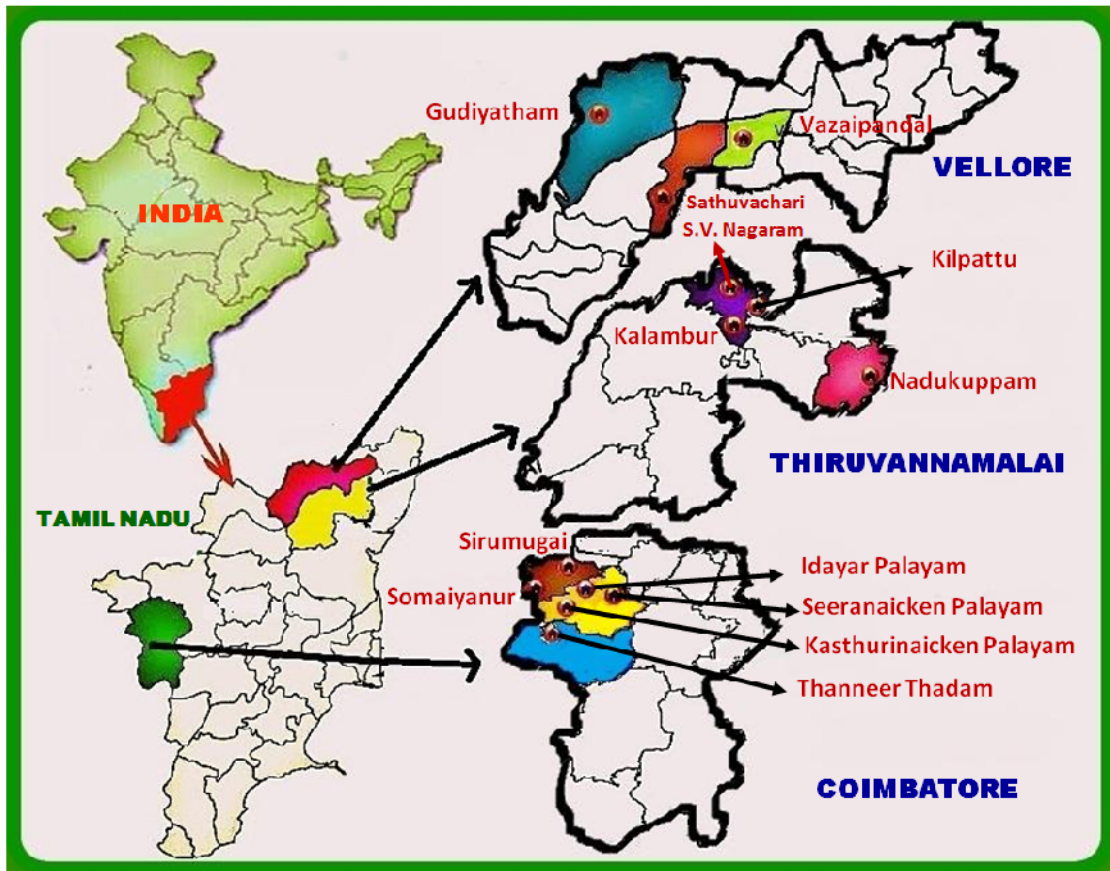 Gudiyatham
Vazaipandal
VELLORE
INDIA
Sathuvachari
S.V. Nagaram
Kilpattu
Kalambur
Nadukuppam
THIRUVANNAMALAI
TAMIL NADU
Sirumugai
Somaiyanur
Idayar Palayam
Seeranaicken Palayam
Kasthurinaicken Palayam
Thanneer Thadam
COIMBATORE